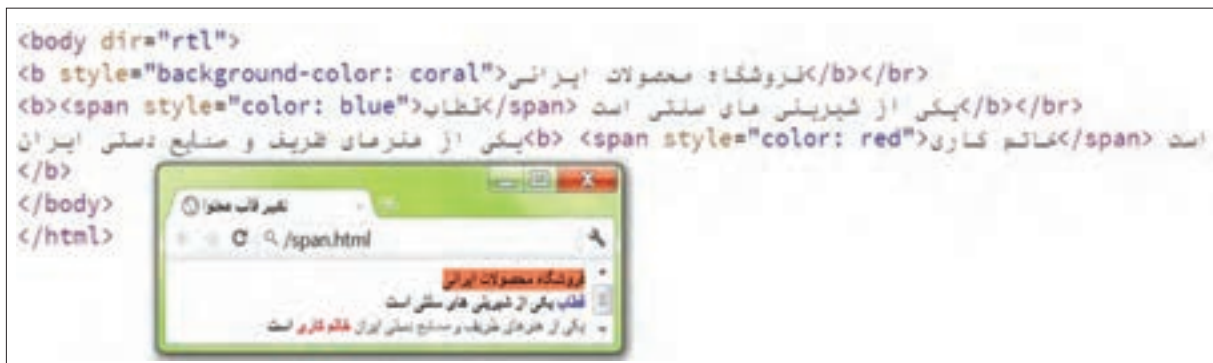 <body dir="rtl">
<b style="background-color: coral">فروشگاه محصولات ایرانی</b></br>
<b><span style="color: blue">قطاب</span> یکی از شیرینی های سنتی است</b></br>
یکی از هنرهای ظریف و صنایع دستی ایران<b> <span style="color: red">خاتم کاری</span> است
</b>
</body>
</html>
تغییر قالب محتوا
/span.html
فروشگاه محصولات ایرانی
قطاب یکی از شیرینی های سنتی است
یکی از هنرهای ظریف و صنایع دستی ایران خاتم کاری است